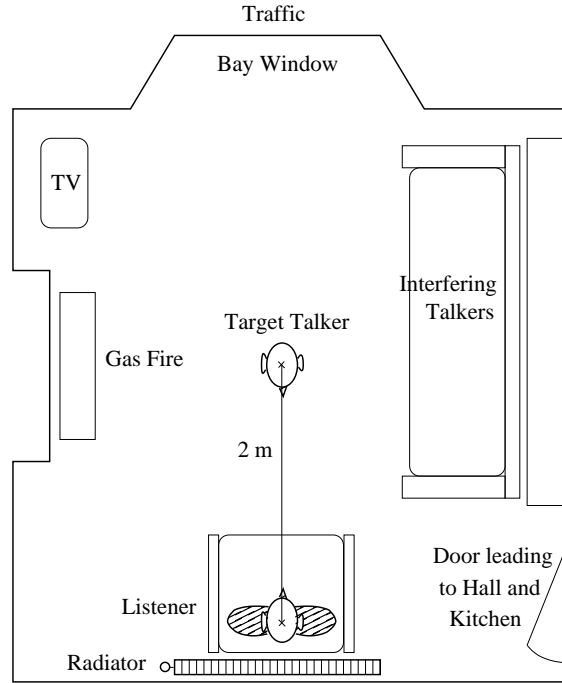 Traffic
Bay Window
TV
Interfering
Talkers
Target Talker
Gas Fire
2 m
Door leading
to Hall and
Kitchen
Listener
Radiator